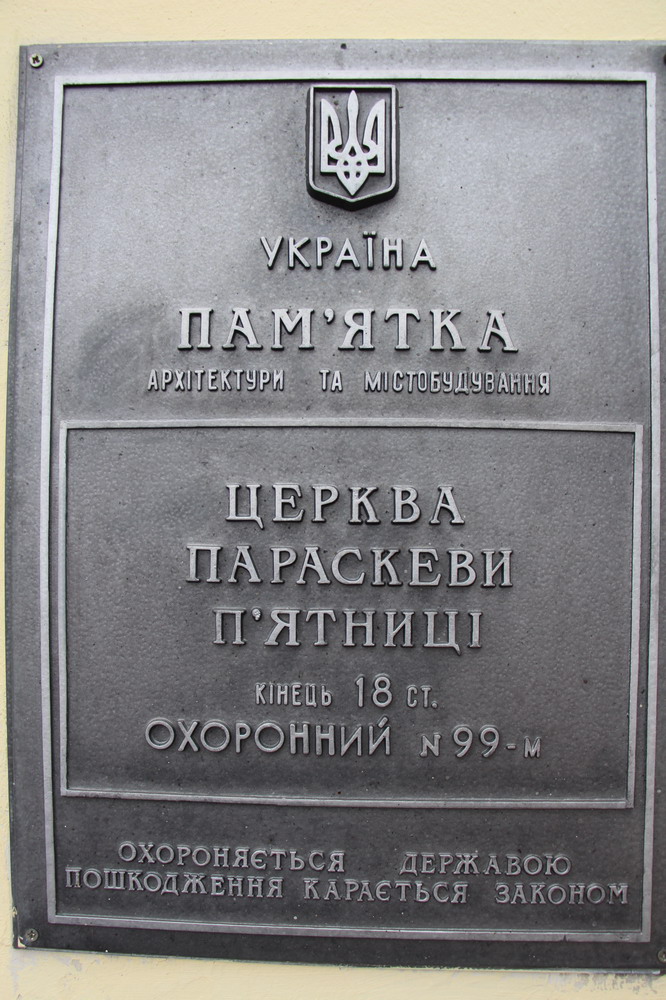 УКРАЇНА
ПАМ'ЯТКА
АРХІТЕКТУРИ ТА МІСТОБУДУВАННЯ
ЦЕРКВА
ПАРАСКЕВИ
П'ЯТНИЦІ
КІНЕЦЬ 18 СТ.
ОХОРОННИЙ N 99-М
ОХОРОНЯЄТЬСЯ ДЕРЖАВОЮ
ПОШКОДЖЕННЯ КАРАЄТЬСЯ ЗАКОНОМ